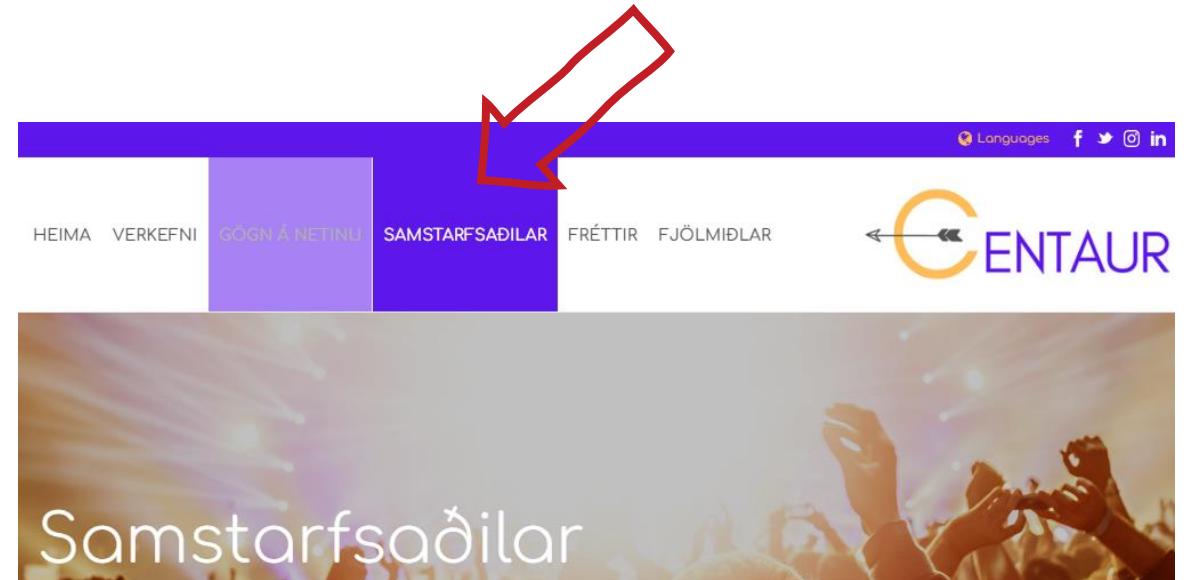 Languages
HEIMA VERKEFNI GÖGN Á NETINU SAMSTARFSAÐILAR FRÉTTIR FJÖLMIÐLAR
CENTAUR
Samstarfsaðilar